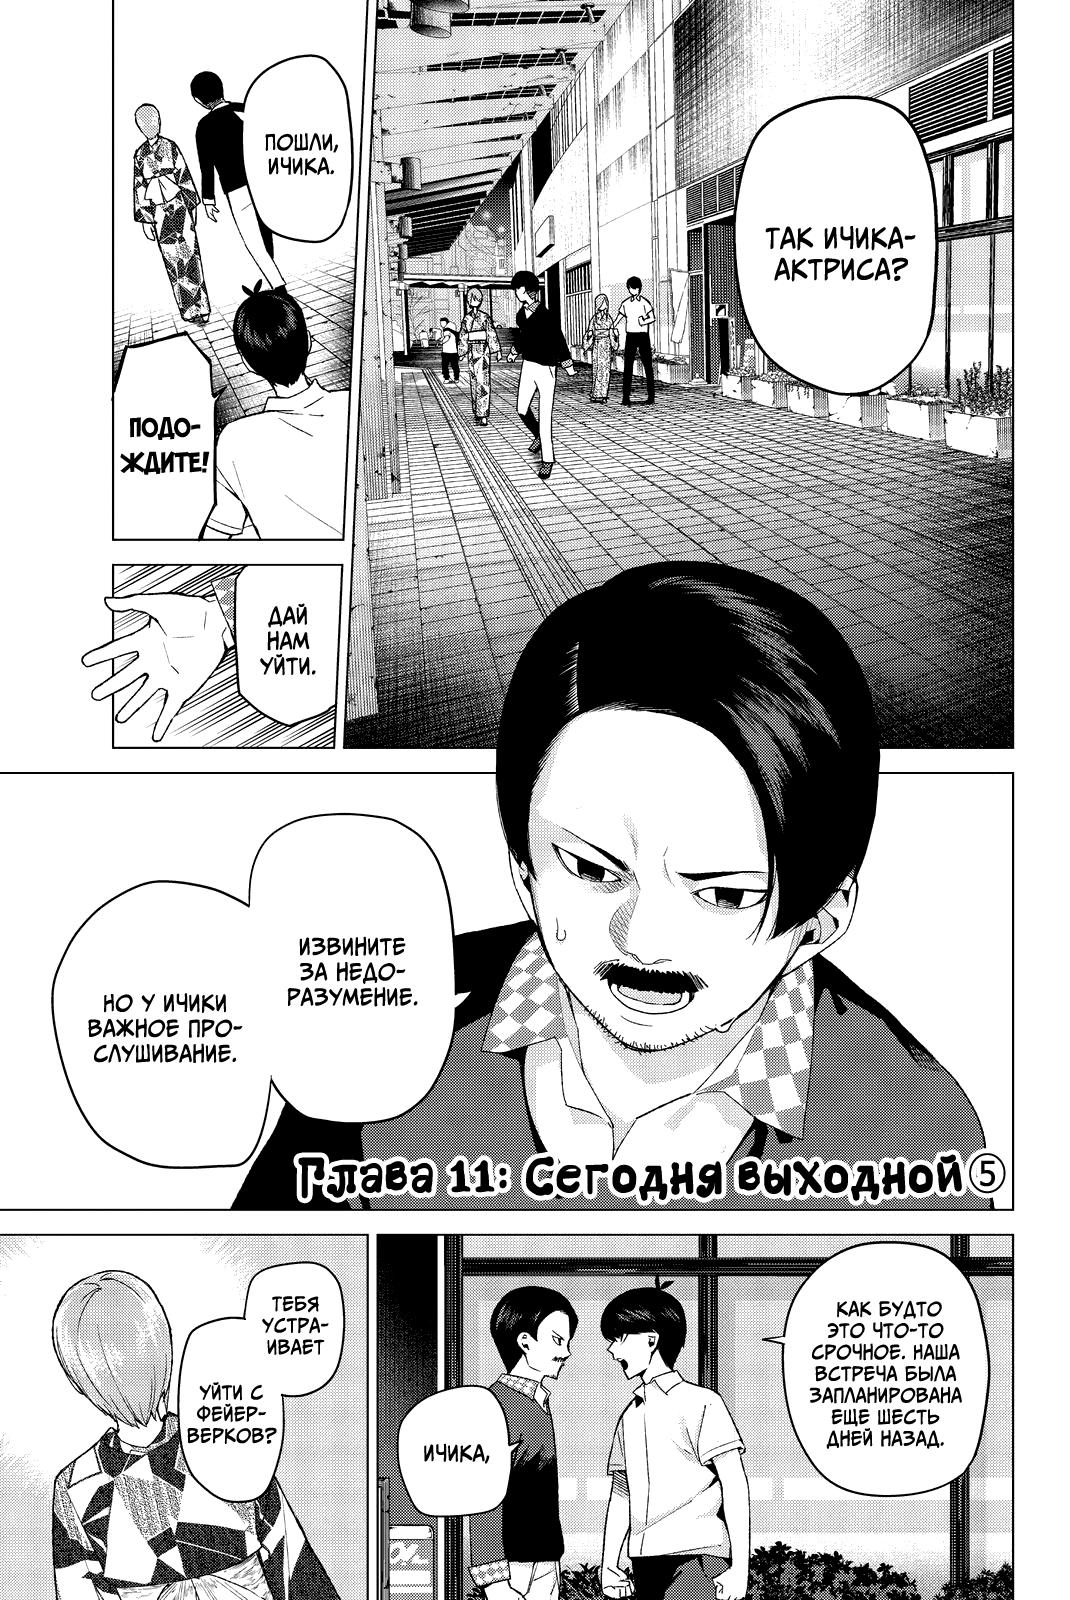 ТАК ИЧИКА-
АКТРИСА?
ПОШЛИ,
ИЧИКА.
ПОДО-
ЖДИТЕ!
ДАЙ
НАМ
УЙТИ.
ИЗВИНИТЕ
ЗА НЕДО-
РАЗУМЕНИЕ.
НО У ИЧИКИ
ВАЖНОЕ ПРО-
СЛУШИВАНИЕ.
Глава 11: Сегодня выходной ⑤
КАК БУДТО
ЭТО ЧТО-ТО
СРОЧНОЕ. НАША
ВСТРЕЧА БЫЛА
ЗАПЛАНИРОВАНА
ЕЩЕ ШЕСТЬ
ДНЕЙ НАЗАД.
ИЧИКА,
ТЕБЯ
УСТРА-
ИВАЕТ
УЙТИ С
ФЕЙЕР-
ВЕРКОВ?